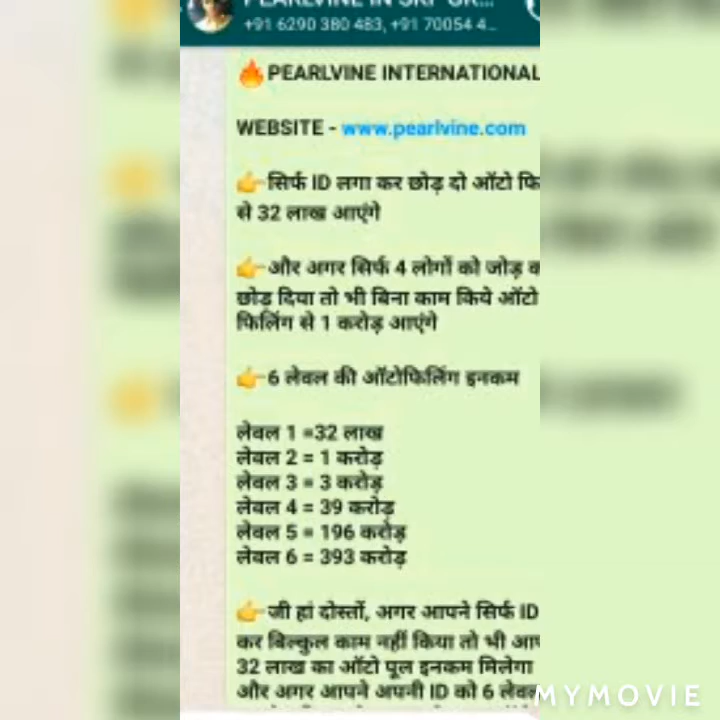 +91 6290 380 483, +91 70054 4...
🔥PEARLVINE INTERNATIONAL
WEBSITE - www.pearlvine.com
👉सिर्फ ID लगा कर छोड़ दो ऑटो फि
से 32 लाख आएंगे
👉और अगर सिर्फ 4 लोगों को जोड़ क
छोड़ दिया तो भी बिना काम किये ऑटो
फिलिंग से 1 करोड़ आएंगे
👉6 लेवल की ऑटोफिलिंग इनकम
लेवल 1 =32 लाख
लेवल 2 = 1 करोड़
लेवल 3 = 3 करोड़
लेवल 4 = 39 करोड़
लेवल 5 = 196 करोड़
लेवल 6 = 393 करोड़
👉जी हां दोस्तों, अगर आपने सिर्फ ID
कर बिल्कुल काम नहीं किया तो भी आप
32 लाख का ऑटो पूल इनकम मिलेगा
और अगर आपने अपनी ID को 6 लेवल
MYMOVIE